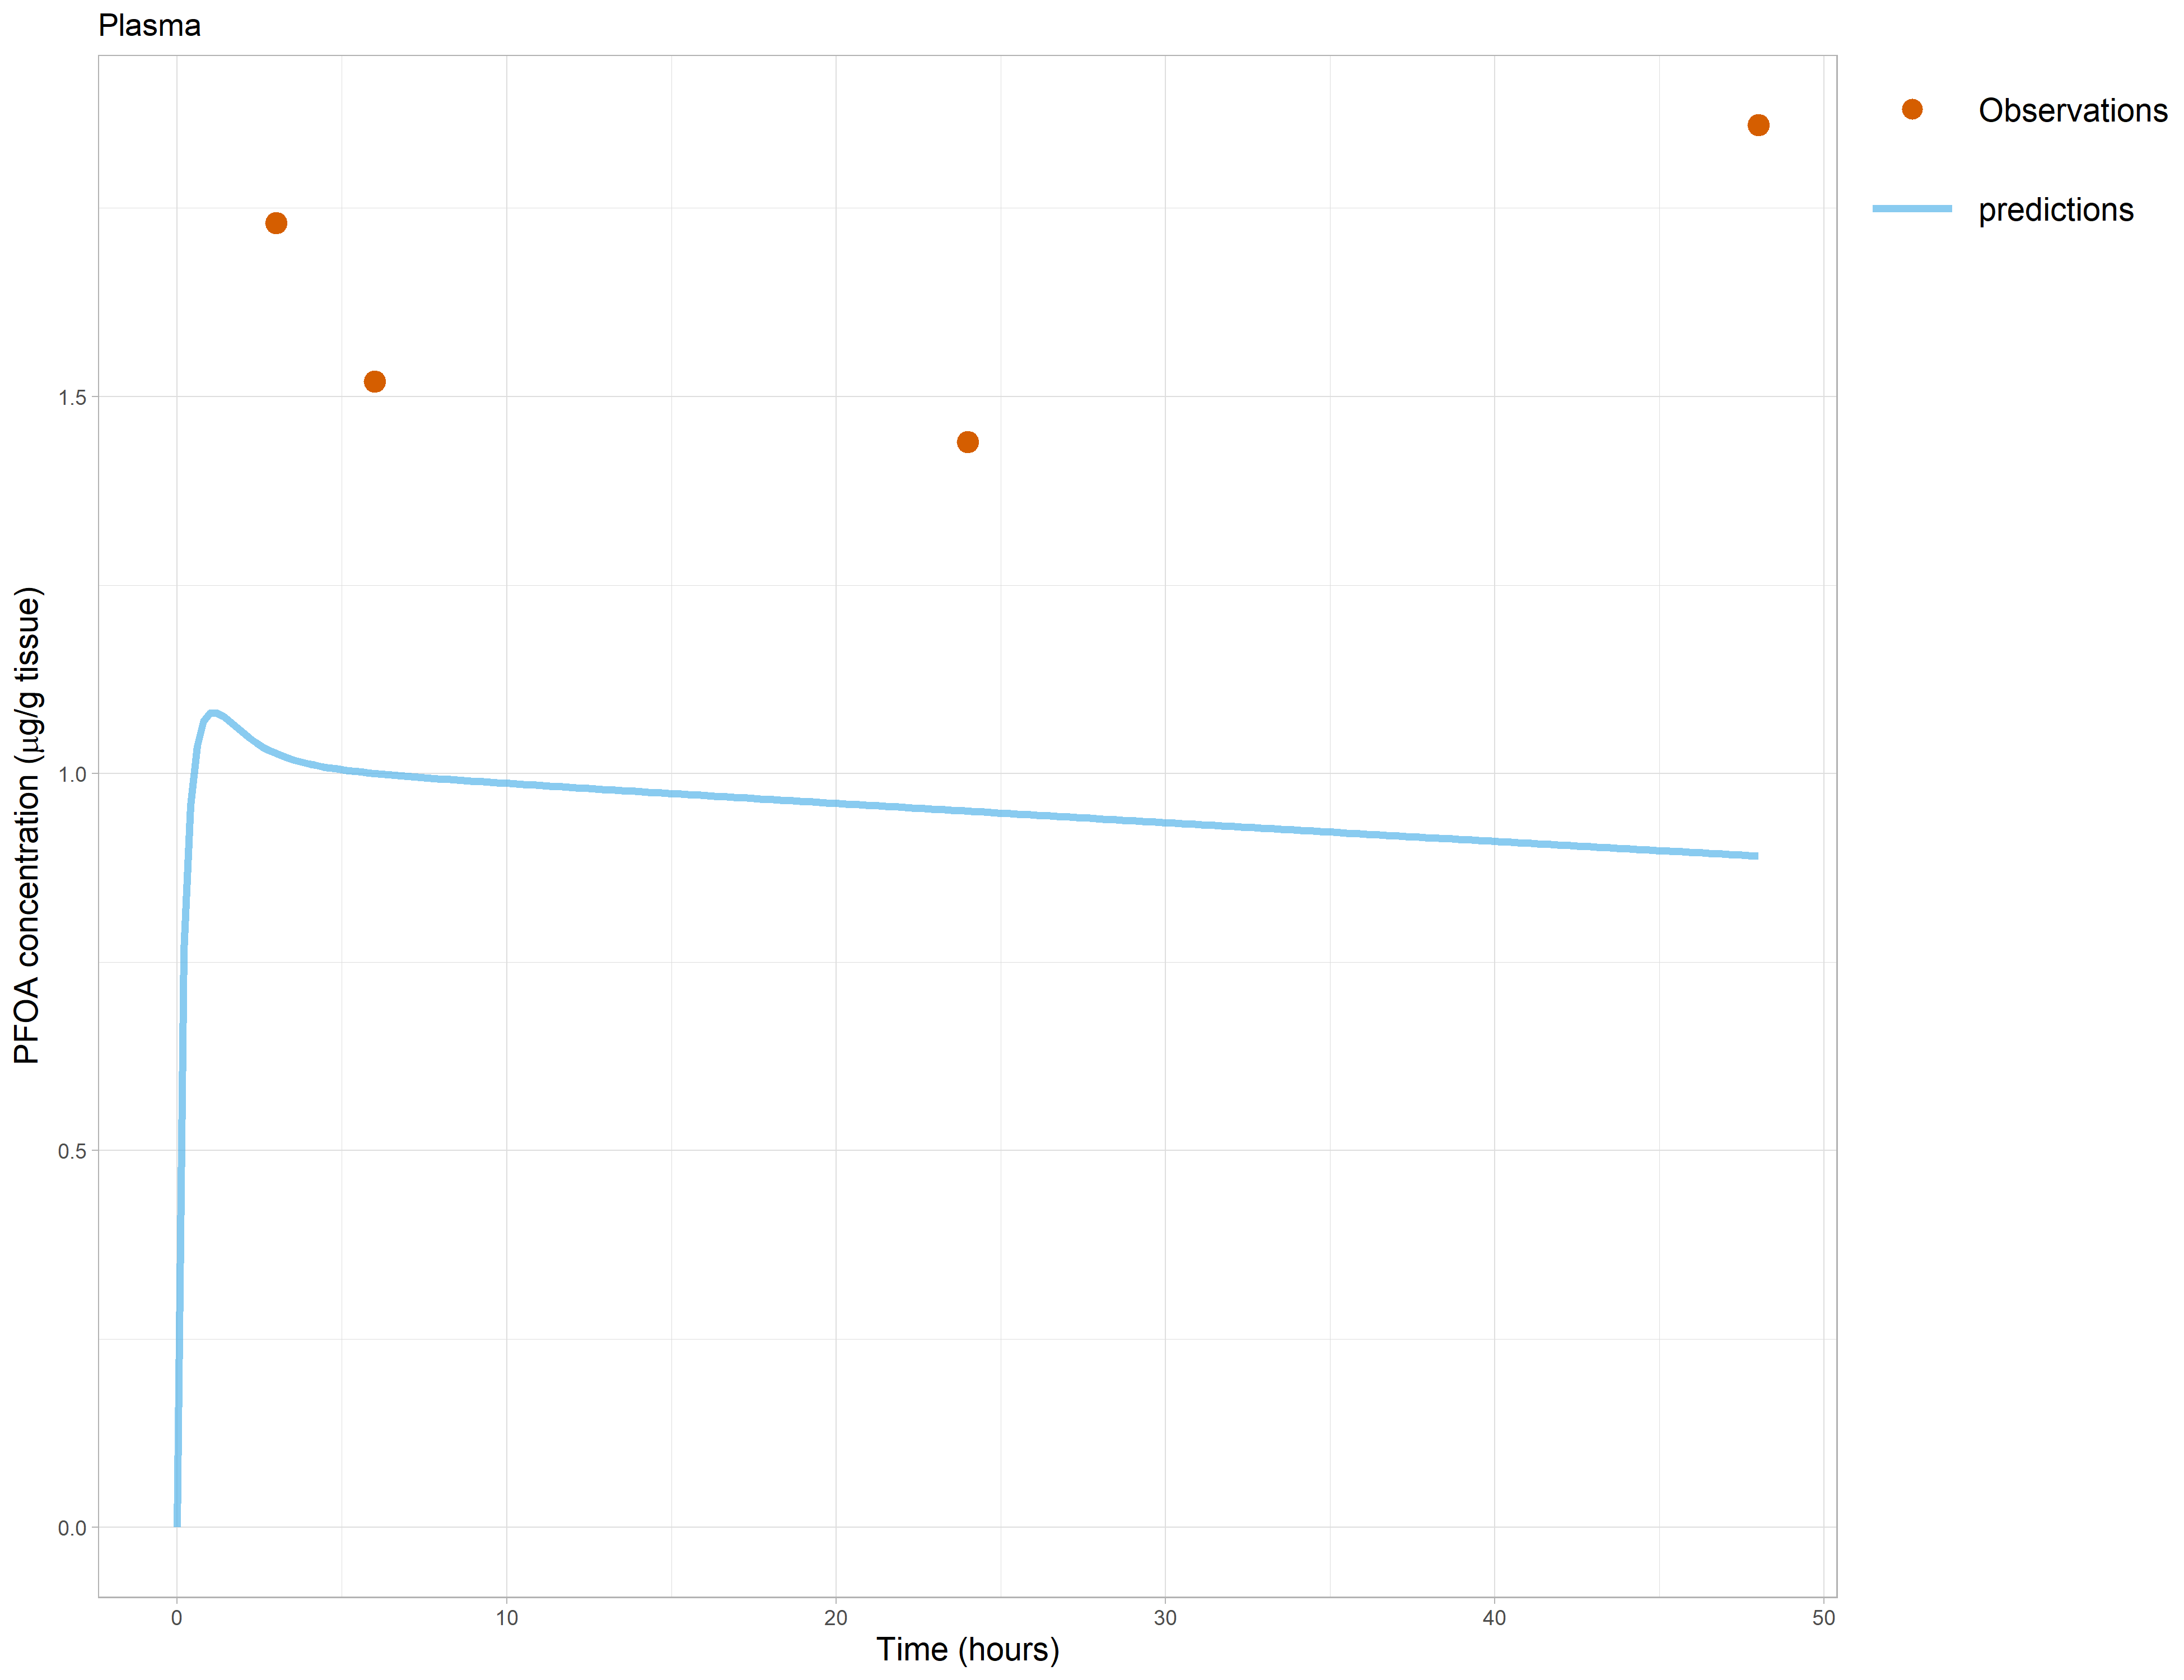 Plasma
Observations
predictions
PFOA concentration (μg/g tissue)
1.5
1.0
0.5
0.0
0 10 20 30 40 50
Time (hours)